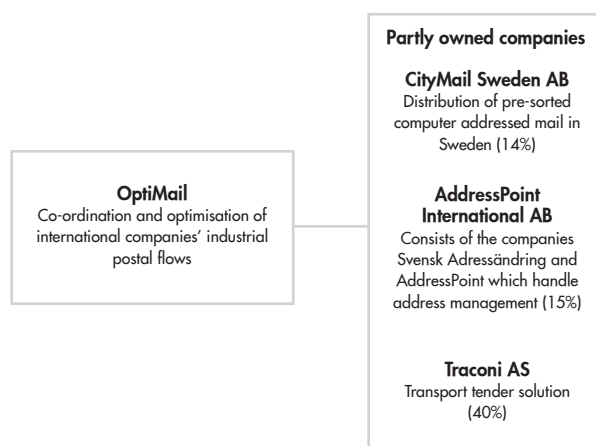 Partly owned companies
CityMail Sweden AB
Distribution of pre-sorted
computer addressed mail in
Sweden (14%)
OptiMail
Co-ordination and optimisation of
international companies’ industrial
postal flows
AddressPoint
International AB
Consists of the companies
Svensk Adressändring and
AddressPoint which handle
address management (15%)
Traconi AS
Transport tender solution
(40%)